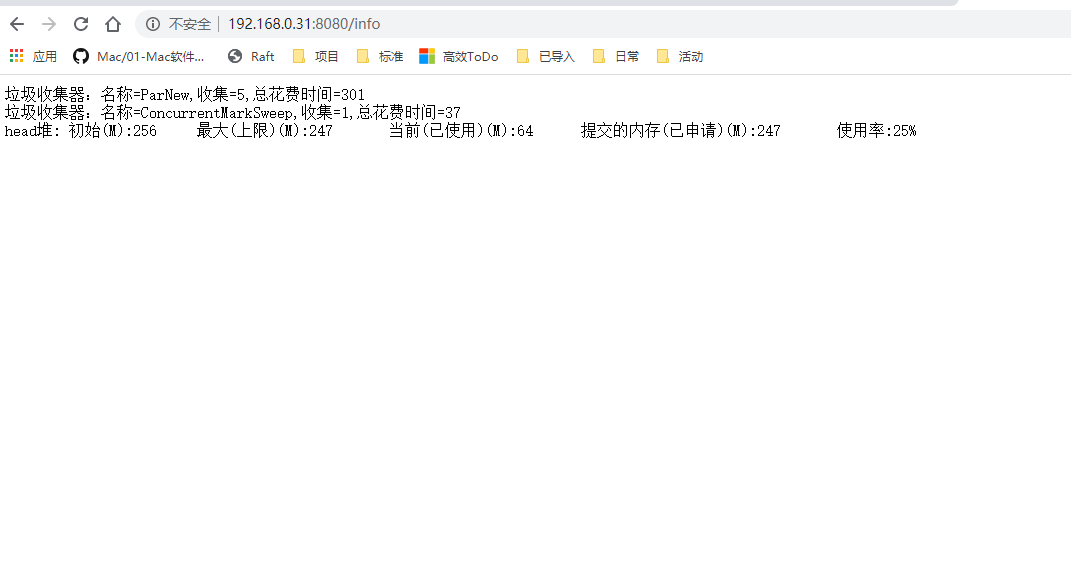 不安全 192.168.0.31:8080/info
应用 Mac/01-Mac软件... Raft 项目 标准 高效ToDo 已导入 日常 活动
垃圾收集器：名称=ParNew,收集=5,总花费时间=301
垃圾收集器：名称=ConcurrentMarkSweep,收集=1,总花费时间=37
head堆: 初始(M):256 最大(上限)(M):247 当前(已使用)(M):64 提交的内存(已申请)(M):247 使用率:25%